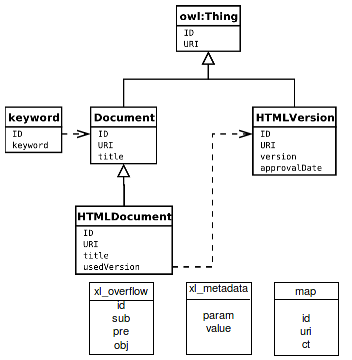 owl:Thing
ID
URI
keyword
ID
keyword
Document
ID
URI
title
HTMLVersion
ID
URI
version
approvalDate
HTMLDocument
ID
URI
title
usedVersion
xl_overflow
id
sub
pre
obj
xl_metadata
param
value
map
id
uri
ct